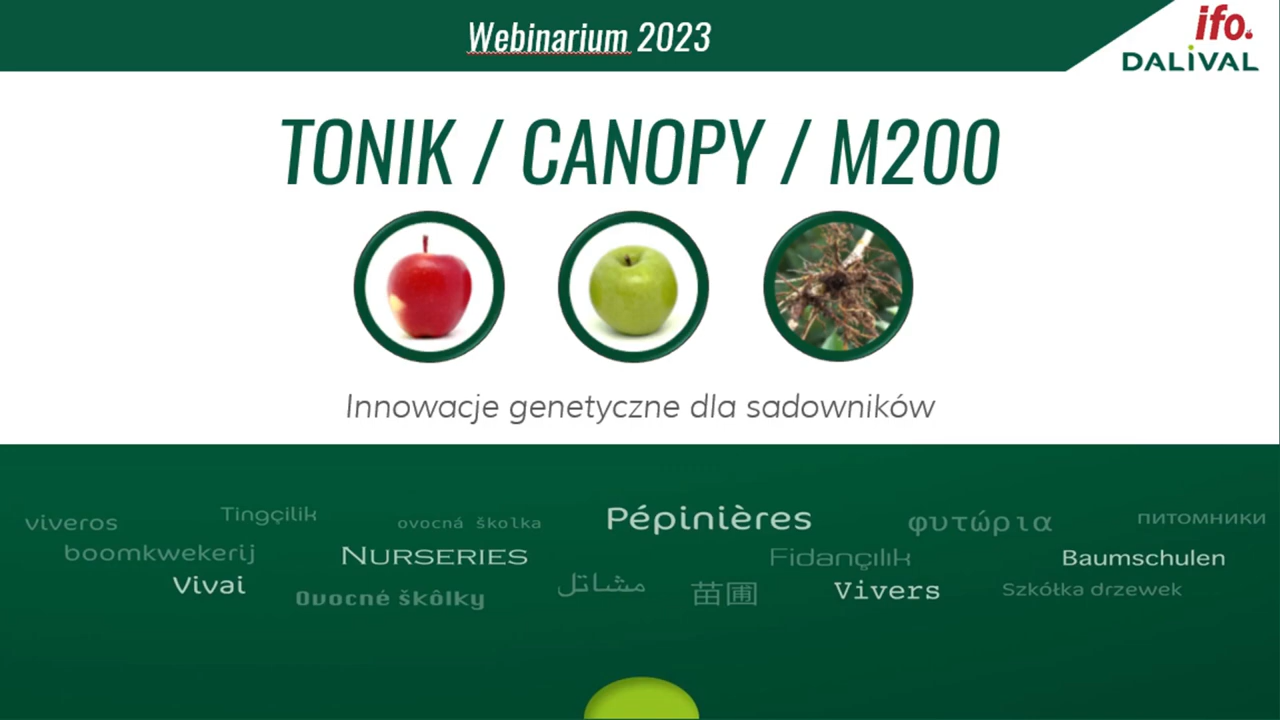 Webinarium 2023
ifo.
DALiVAL
TONIK / CANOPY / M200
Innowacje genetyczne dla sadowników
viveros
Tingçilik
ovocná školka
Pépinières
φυτώρια
питомники
boomkwekerij
NURSERIES
Fidançılık
Baumschulen
Vivai
Ovocné škôlky
مشاتل
苗圃
Vivers
Szkółka drzewek